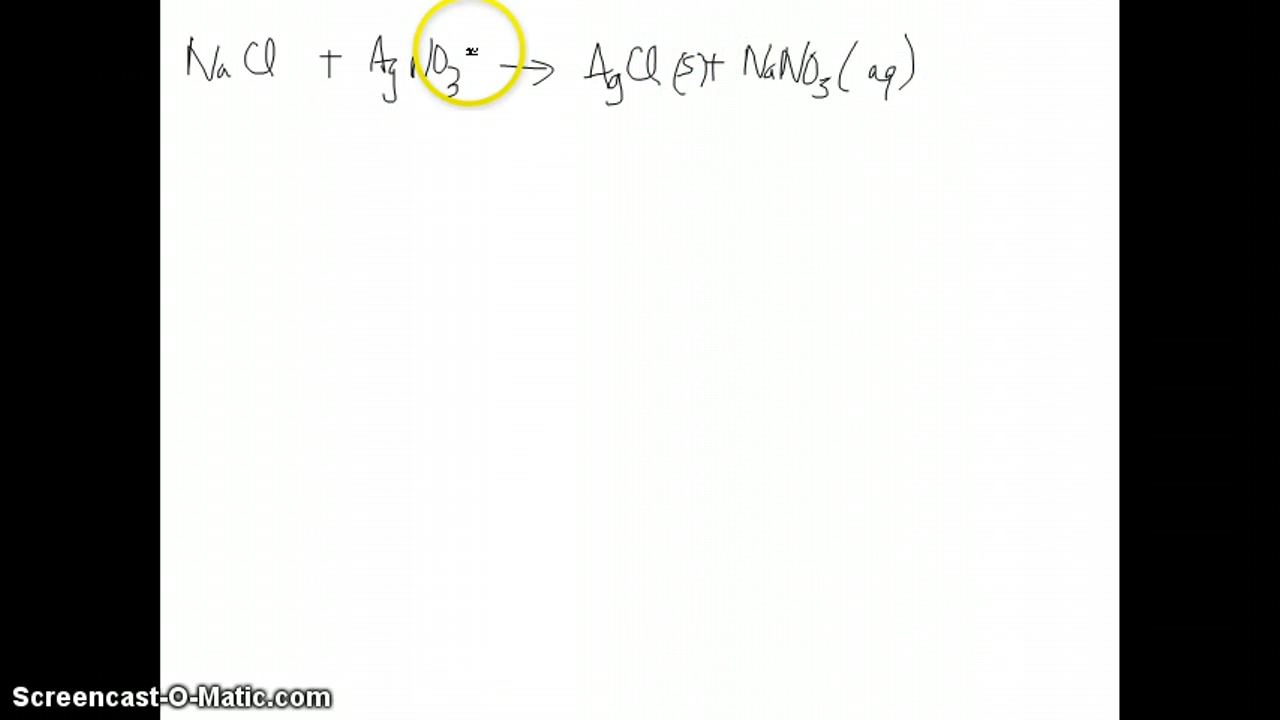 NaCl + AgNO₃ → AgCl (s) + NaNO₃ (aq)
Screencast-O-Matic.com